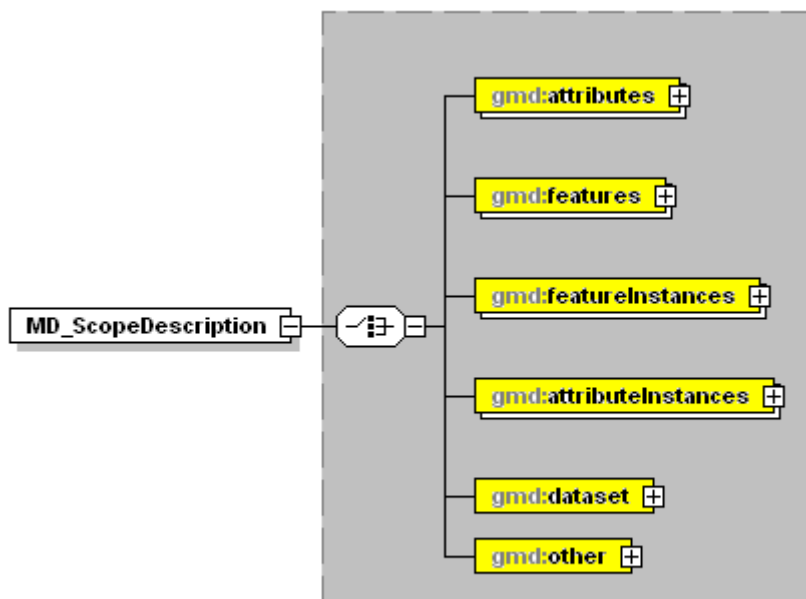 gmd:attributes
gmd:features
gmd:featureInstances
MD_ScopeDescription
gmd:attributeInstances
gmd:dataset
gmd:other